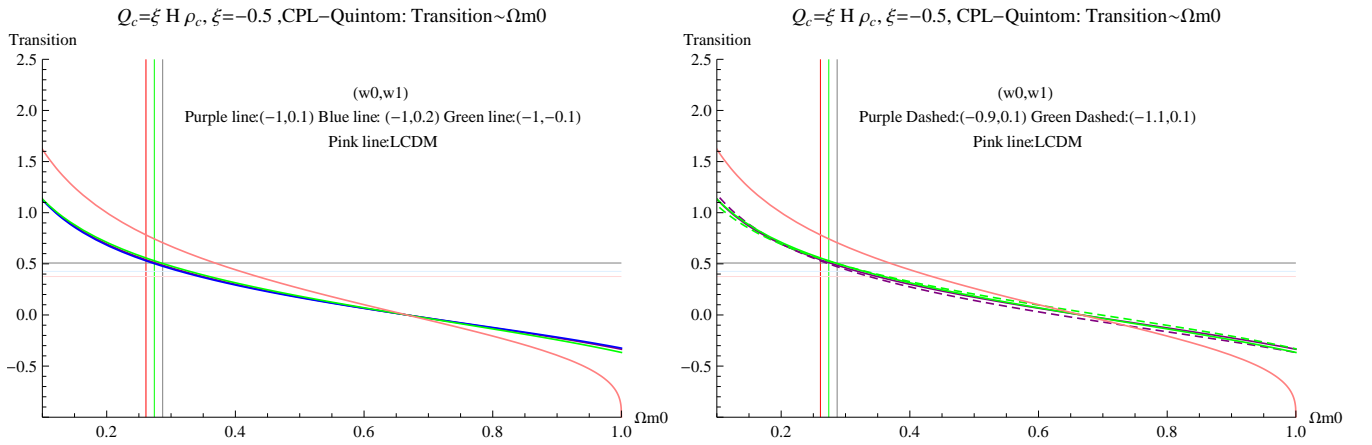 Q_c=ξ H ρ_c, ξ=−0.5 ,CPL−Quintom: Transition~Ωm0
Transition
2.5
2.0
1.5
1.0
0.5
0.0
−0.5
0.2
0.4
0.6
0.8
1.0
Ωm0
(w0,w1)
Purple line:(−1,0.1) Blue line: (−1,0.2) Green line:(−1,−0.1)
Pink line:LCDM
Q_c=ξ H ρ_c, ξ=−0.5, CPL−Quintom: Transition~Ωm0
Transition
2.5
2.0
1.5
1.0
0.5
0.0
−0.5
0.2
0.4
0.6
0.8
1.0
Ωm0
(w0,w1)
Purple Dashed:(−0.9,0.1) Green Dashed:(−1.1,0.1)
Pink line:LCDM